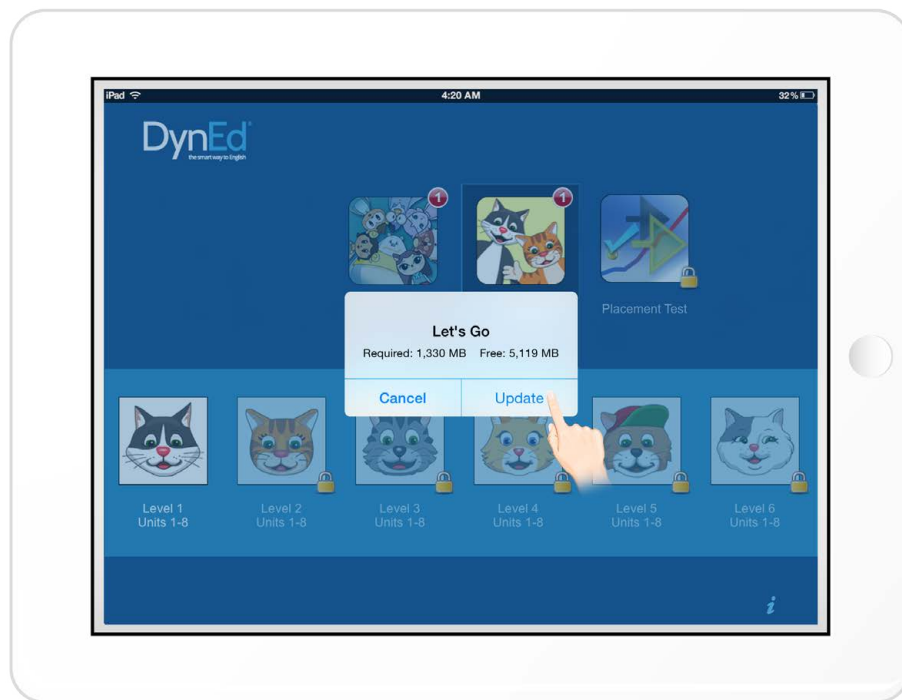 iPad 4:20 AM 32%
DynEd
the smart way to English
1 1
Placement Test
Let's Go
Required: 1,330 MB Free: 5,119 MB
Cancel Update
Level 1 Level 2 Level 3 Level 4 Level 5 Level 6
Units 1-8 Units 1-8 Units 1-8 Units 1-8 Units 1-8 Units 1-8
i